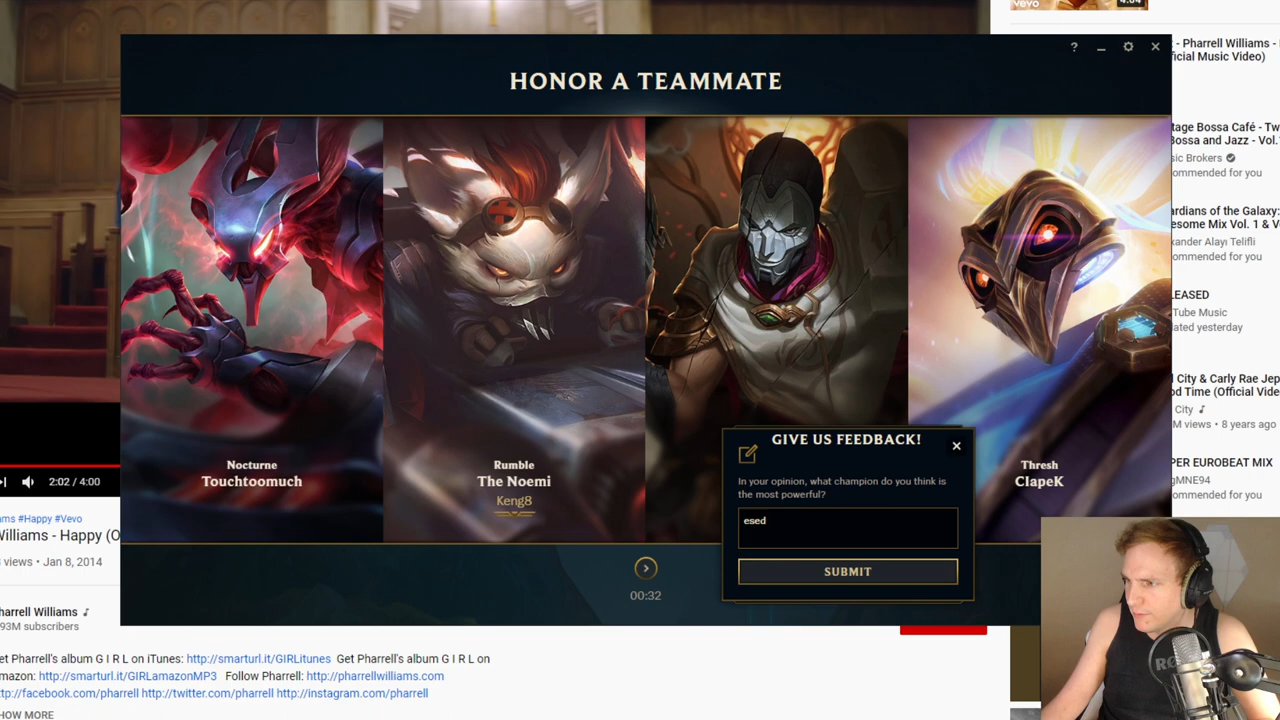 HONOR A TEAMMATE
?
Nocturne
Touchtoomuch
Rumble
The Noemi
Keng8
Thresh
ClapeK
GIVE US FEEDBACK!
In your opinion, what champion do you think is
the most powerful?
esed
SUBMIT
00:32
2:02 / 4:00
ms #Happy #Vevo
Williams - Happy (O
views • Jan 8, 2014
harrell Williams
93M subscribers
et Pharrell's album G I R L on iTunes: http://smarturl.it/GIRLitunes Get Pharrell's album G I R L on
mazon: http://smarturl.it/GIRLamazonMP3 Follow Pharrell: http://pharrellwilliams.com
ttp://facebook.com/pharrell http://twitter.com/pharrell http://instagram.com/pharrell
HOW MORE
vevo
4:04
- Pharrell Williams -
ficial Music Video)
tage Bossa Café - Tw
Bossa and Jazz - Vol.
sic Brokers
ommended for you
ardians of the Galaxy:
esome Mix Vol. 1 & V
xander Alayı Telifli
ommended for you
LEASED
Tube Music
ated yesterday
l City & Carly Rae Jep
od Time (Official Vide
City
M views • 8 years ago
PER EUROBEAT MIX
gMNE94
ommended for you